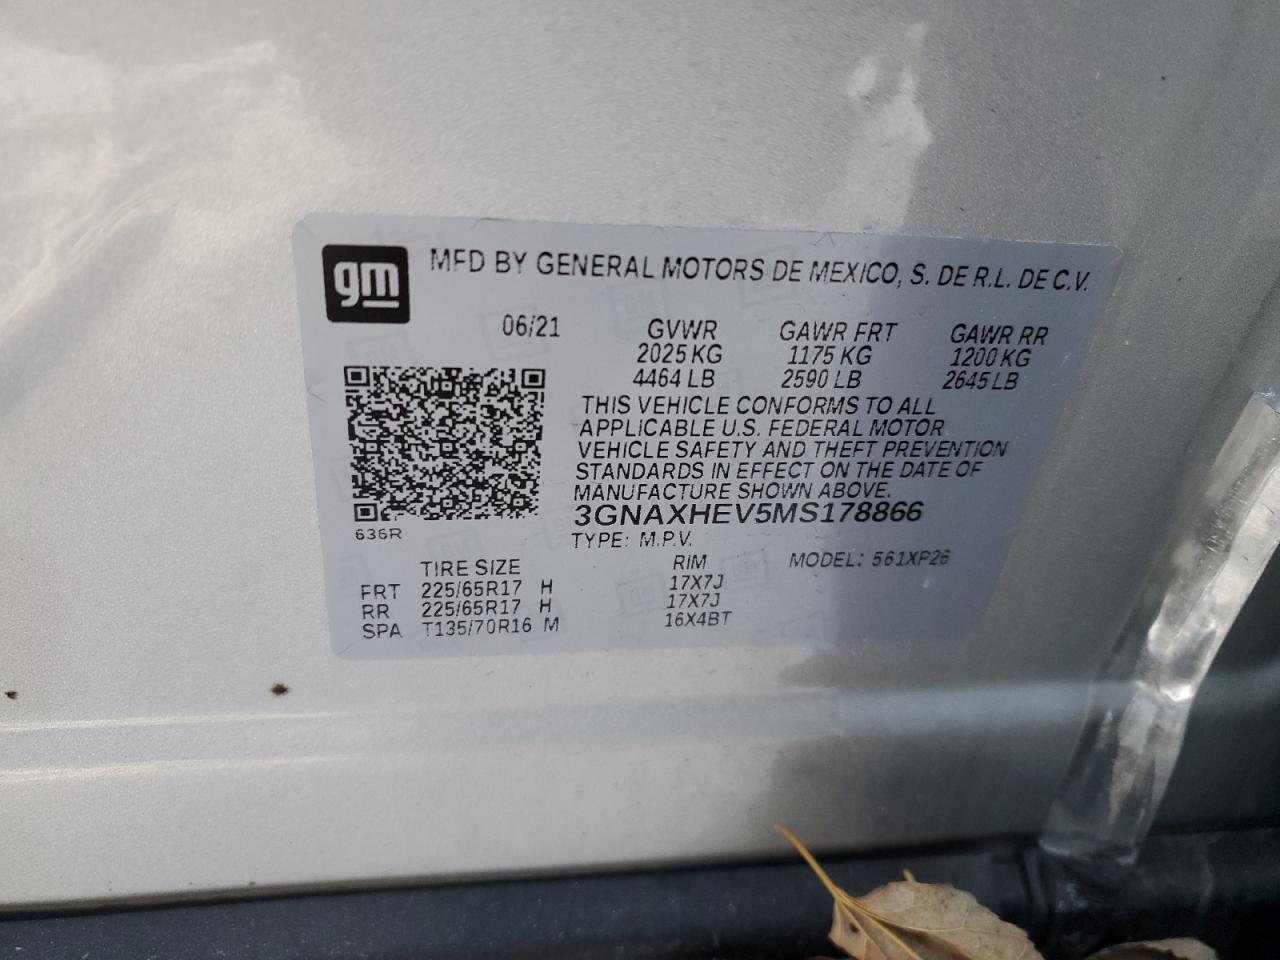 gm
MFD BY GENERAL MOTORS DE MEXICO, S. DE R.L. DE C.V.
06/21 GVWR GAWR FRT GAWR RR
2025 KG 1175 KG 1200 KG
4464 LB 2590 LB 2645 LB
THIS VEHICLE CONFORMS TO ALL
APPLICABLE U.S. FEDERAL MOTOR
VEHICLE SAFETY AND THEFT PREVENTION
STANDARDS IN EFFECT ON THE DATE OF
MANUFACTURE SHOWN ABOVE.
3GNAXHEV5MS178866
636R
TYPE: M.P.V. MODEL: 561XP26
TIRE SIZE RIM
FRT 225/65R17 H 17X7J
RR 225/65R17 H 17X7J
SPA T135/70R16 M 16X4BT